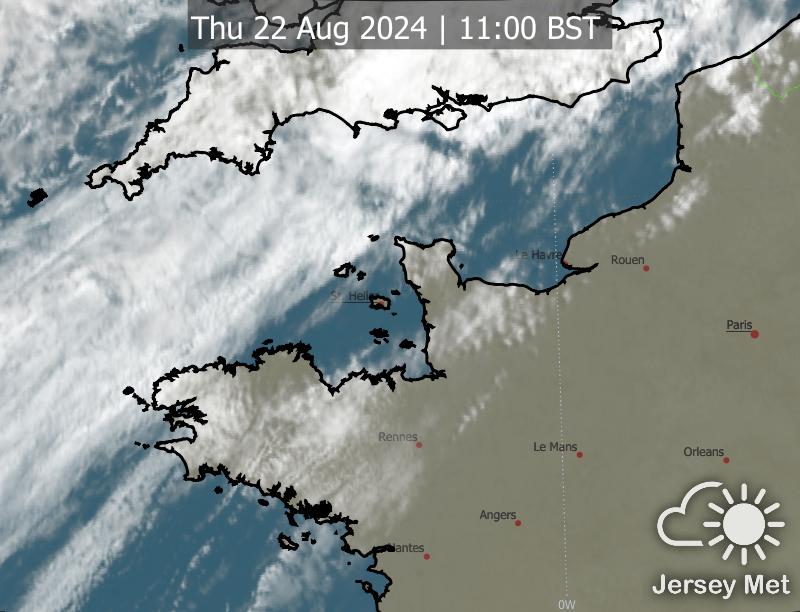 Thu 22 Aug 2024 | 11:00 BST
Le Havre
Rouen
St. Helier
Paris
Rennes
Le Mans
Orleans
Angers
Nantes
0W
Jersey Met